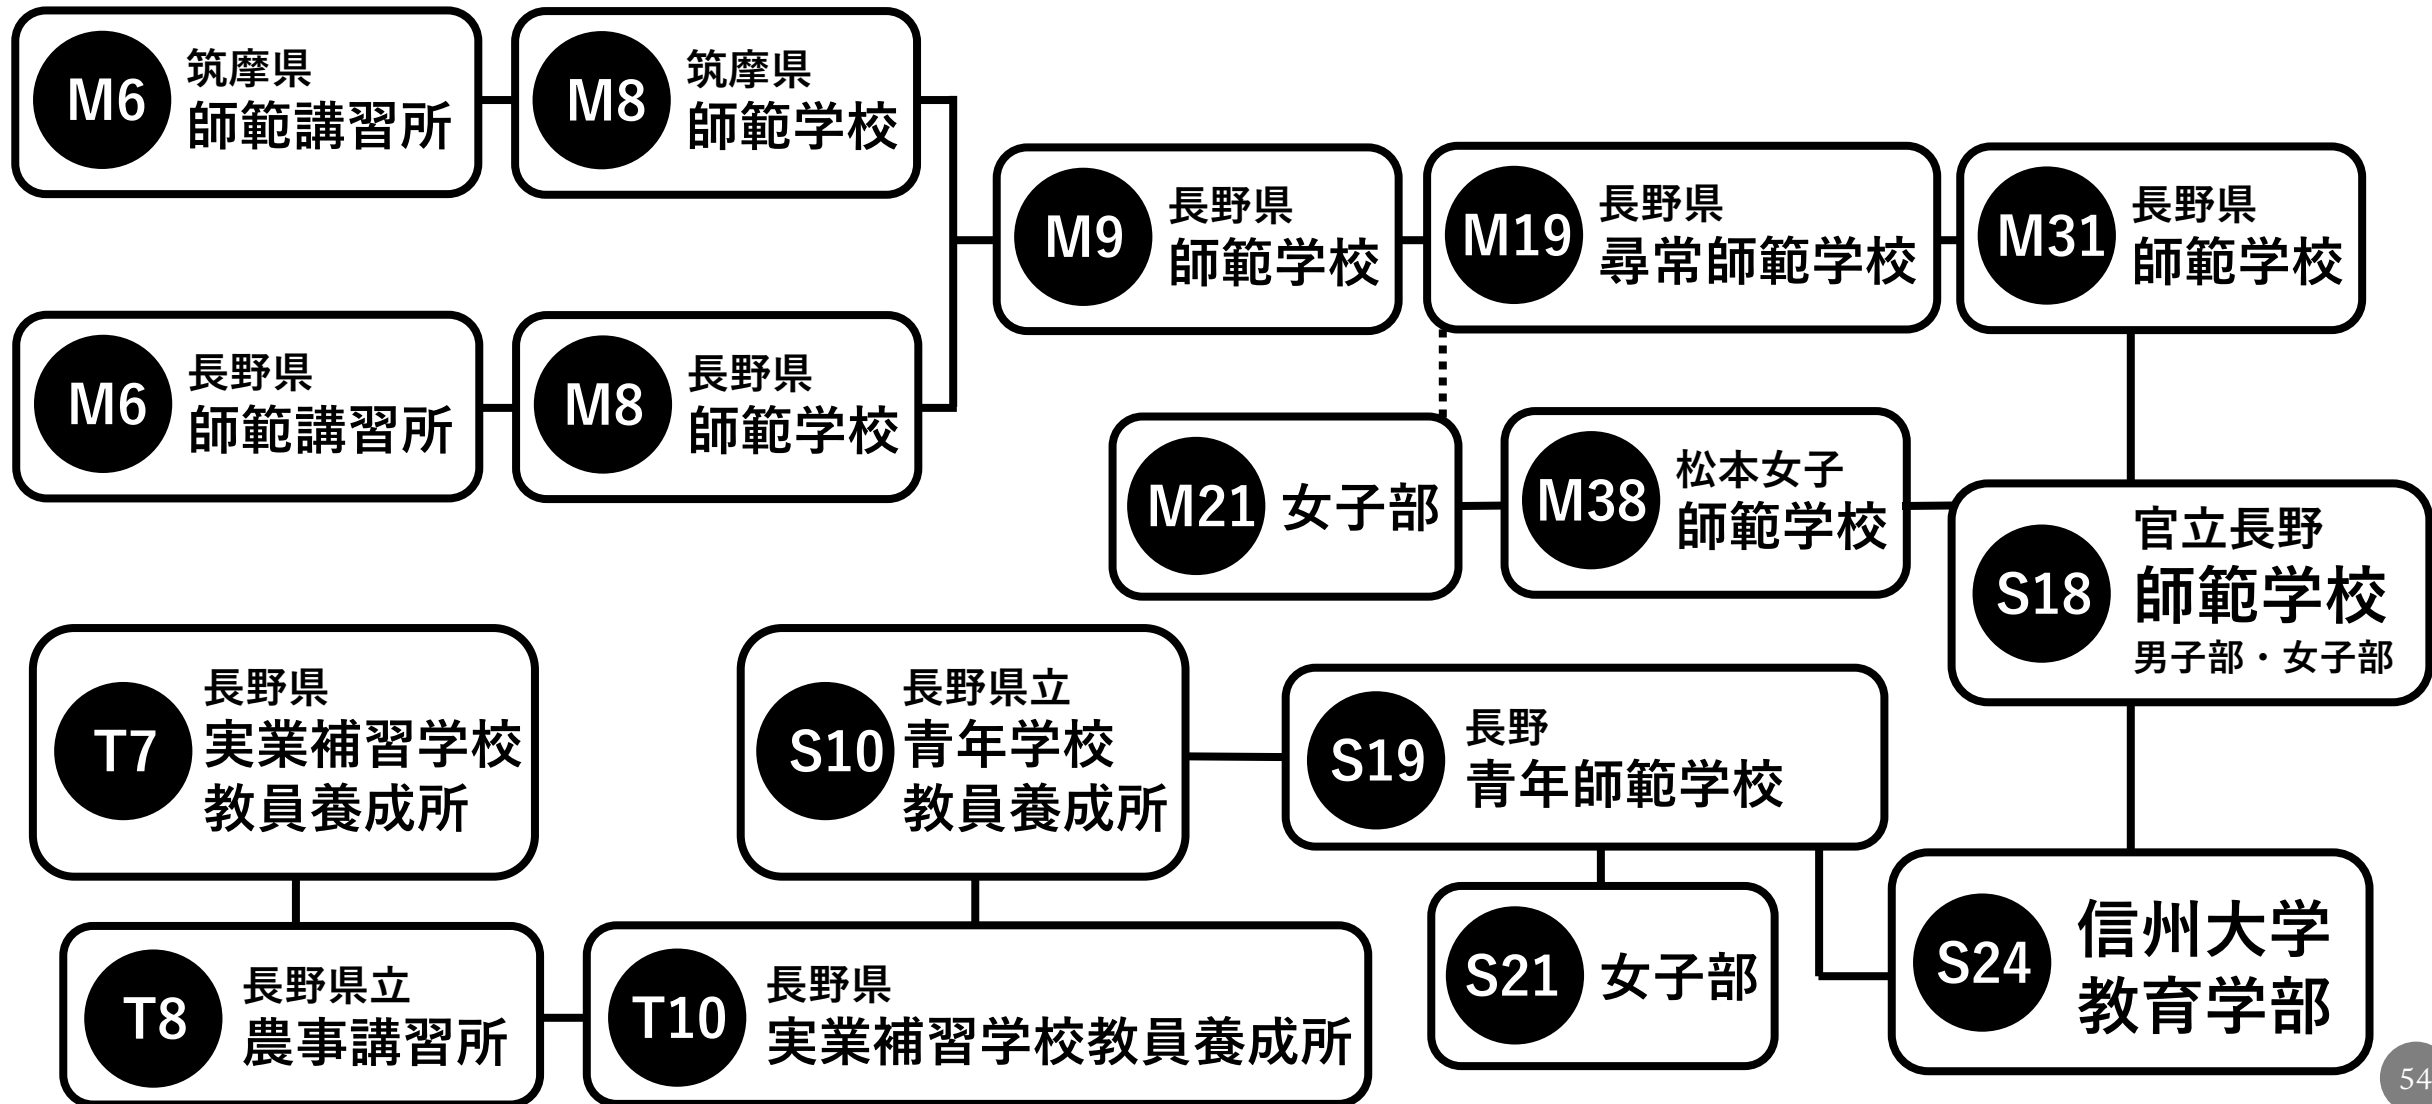 M6
筑摩県
師範講習所
M8
筑摩県
師範学校
M6
長野県
師範講習所
M8
長野県
師範学校
M9
長野県
師範学校
M19
長野県
尋常師範学校
M31
長野県
師範学校
M21
女子部
M38
松本女子
師範学校
S18
官立長野
師範学校
男子部・女子部
T7
長野県
実業補習学校
教員養成所
T8
長野県立
農事講習所
T10
長野県
実業補習学校教員養成所
S10
長野県立
青年学校
教員養成所
S19
長野
青年師範学校
S21
女子部
S24
信州大学
教育学部
54